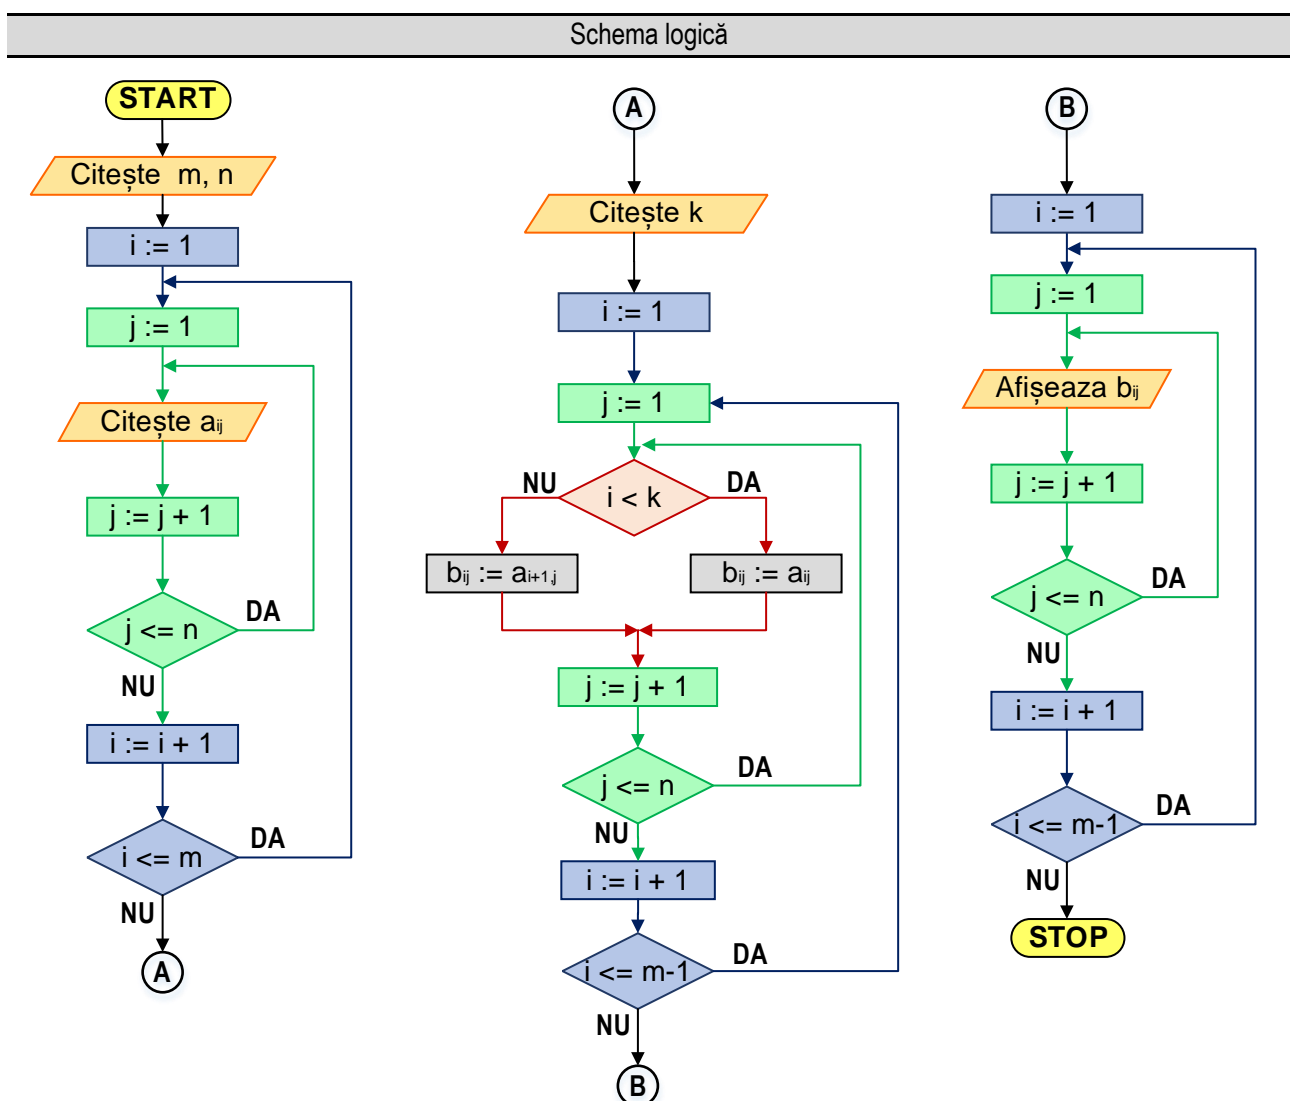 Schema logică
START
Citește m, n
i := 1
j := 1
Citește aij
j := j + 1
j <= n
DA
NU
i := i + 1
i <= m
DA
NU
A
A
Citește k
i := 1
j := 1
i < k
NU
DA
bij := ai+1,j
bij := aij
j := j + 1
j <= n
DA
NU
i := i + 1
i <= m-1
DA
NU
B
B
i := 1
j := 1
Afișeaza bij
j := j + 1
j <= n
DA
NU
i := i + 1
i <= m-1
DA
NU
STOP